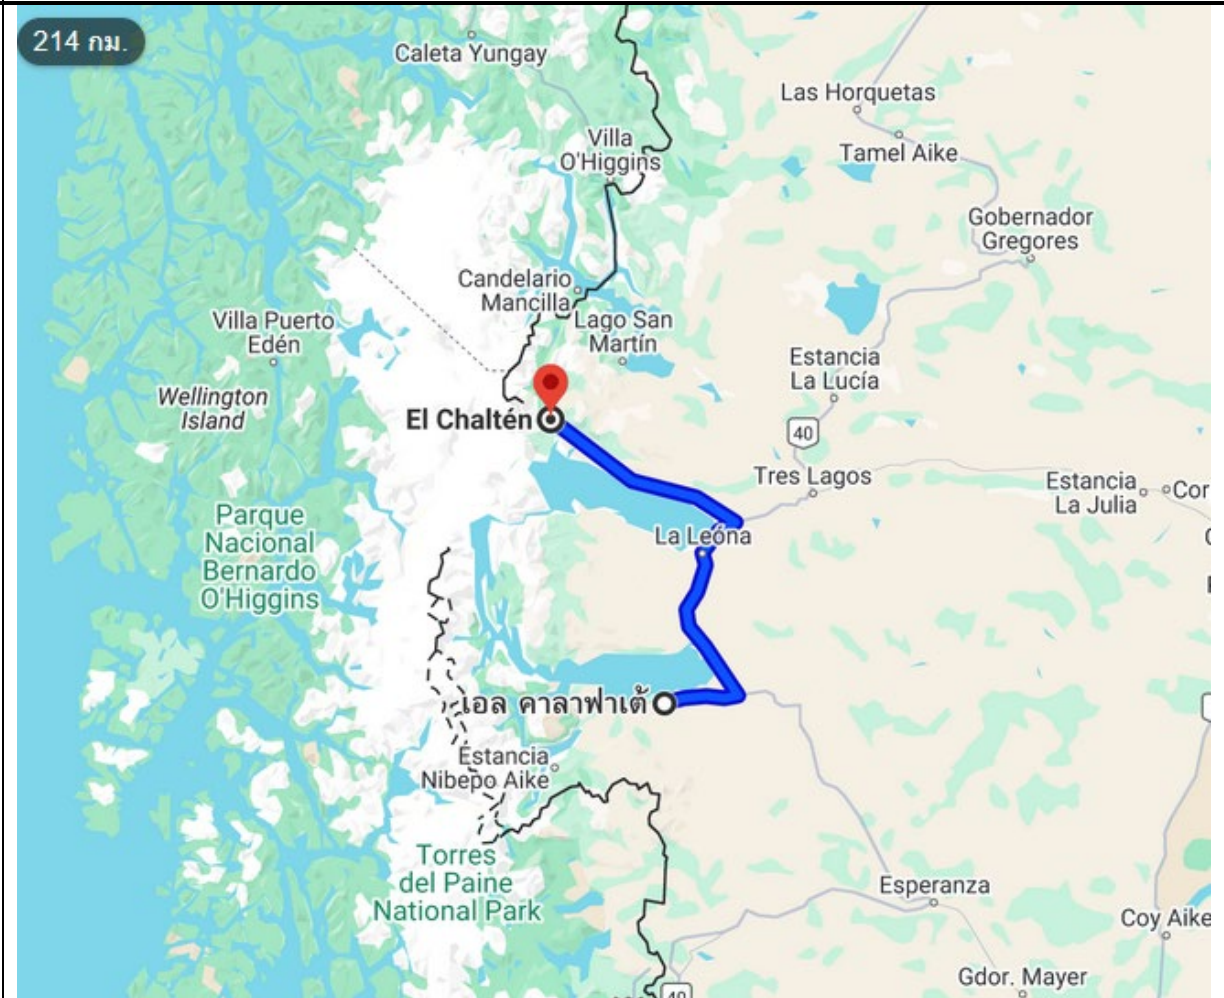 214 กม.
Caleta Yungay
Las Horquetas
Tamel Aike
Villa
O'Higgins
Gobernador
Gregores
Candelario
Mancilla
Lago San
Martín
Villa Puerto
Edén
Estancia
La Lucía
Wellington
Island
El Chaltén
40
Tres Lagos
Estancia
La Julia
Cor
La Leona
Parque
Nacional
Bernardo
O'Higgins
เอล คาลาฟาเต้
Estancia
Nibepo Aike
Torres
del Paine
National Park
Esperanza
Coy Aike
Gdor. Mayer
40